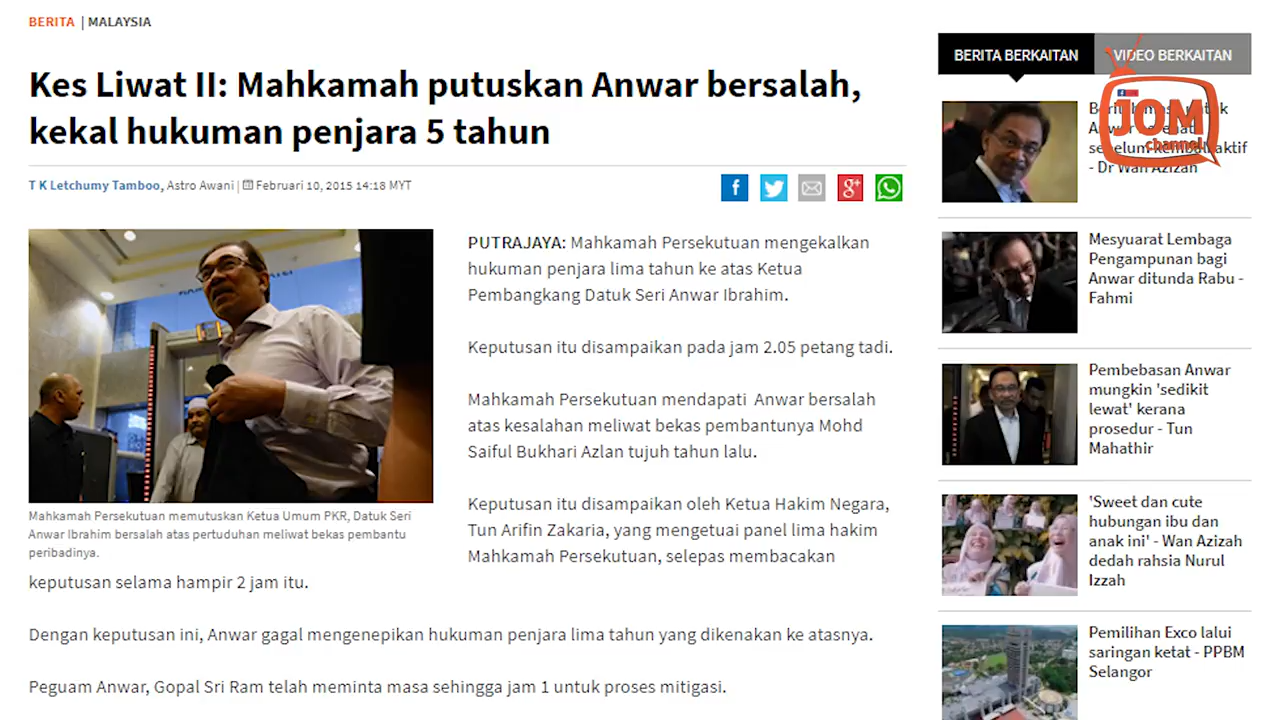 BERITA | MALAYSIA
Kes Liwat II: Mahkamah putuskan Anwar bersalah,
kekal hukuman penjara 5 tahun
T K Letchumy Tamboo, Astro Awani | Februari 10, 2015 14:18 MYT
PUTRAJAYA: Mahkamah Persekutuan mengekalkan
hukuman penjara lima tahun ke atas Ketua
Pembangkang Datuk Seri Anwar Ibrahim.
Keputusan itu disampaikan pada jam 2.05 petang tadi.
Mahkamah Persekutuan mendapati Anwar bersalah
atas kesalahan meliwat bekas pembantunya Mohd
Saiful Bukhari Azlan tujuh tahun lalu.
Keputusan itu disampaikan oleh Ketua Hakim Negara,
Tun Arifin Zakaria, yang mengetuai panel lima hakim
Mahkamah Persekutuan, selepas membacakan
keputusan selama hampir 2 jam itu.
Mahkamah Persekutuan memutuskan Ketua Umum PKR, Datuk Seri
Anwar Ibrahim bersalah atas pertuduhan meliwat bekas pembantu
peribadinya.
Dengan keputusan ini, Anwar gagal mengenepikan hukuman penjara lima tahun yang dikenakan ke atasnya.
Peguam Anwar, Gopal Sri Ram telah meminta masa sehingga jam 1 untuk proses mitigasi.
BERITA BERKAITAN
VIDEO BERKAITAN
JOM
channel
- Dr Wan Azizah
Mesyuarat Lembaga
Pengampunan bagi
Anwar ditunda Rabu -
Fahmi
Pembebasan Anwar
mungkin 'sedikit
lewat' kerana
prosedur - Tun
Mahathir
'Sweet dan cute
hubungan ibu dan
anak ini' - Wan Azizah
dedah rahsia Nurul
Izzah
Pemilihan Exco lalui
saringan ketat - PPBM
Selangor